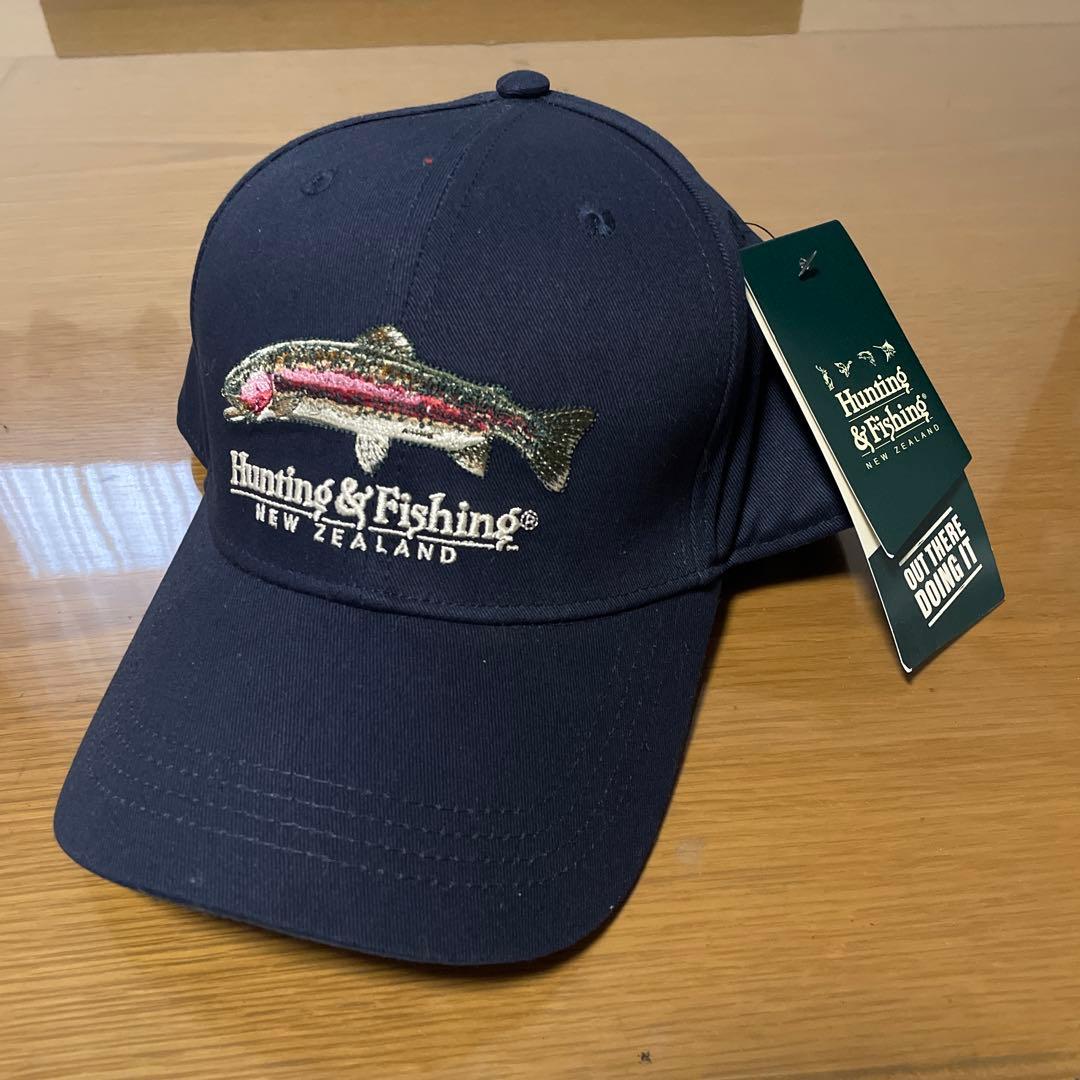 Hunting & Fishing®
NEW ZEALAND
Hunting
& Fishing®
NEW ZEALAND
OUT THERE
DOING IT